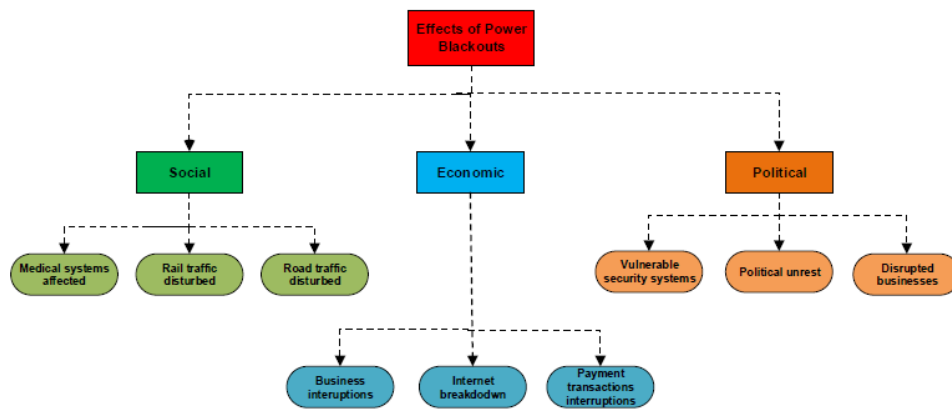 Effects of Power
Blackouts
Social
Economic
Political
Medical systems
affected
Rail traffic
disturbed
Road traffic
disturbed
Vulnerable
security systems
Political unrest
Disrupted
businesses
Business
interuptions
Internet
breakdodwn
Payment
transactions
interruptions